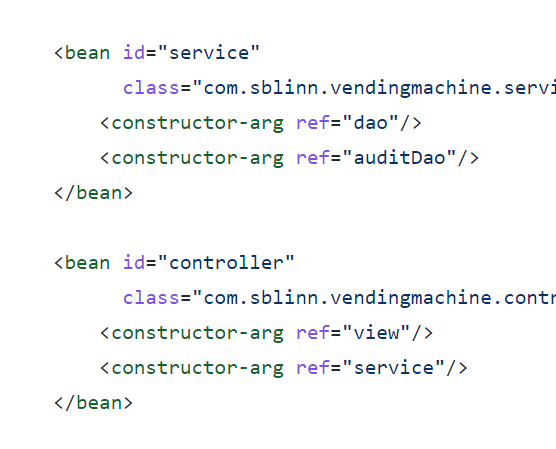 <bean id="service"
class="com.sblinn.vendingmachine.servi
<constructor-arg ref="dao"/>
<constructor-arg ref="auditDao"/>
</bean>
<bean id="controller"
class="com.sblinn.vendingmachine.contr
<constructor-arg ref="view"/>
<constructor-arg ref="service"/>
</bean>